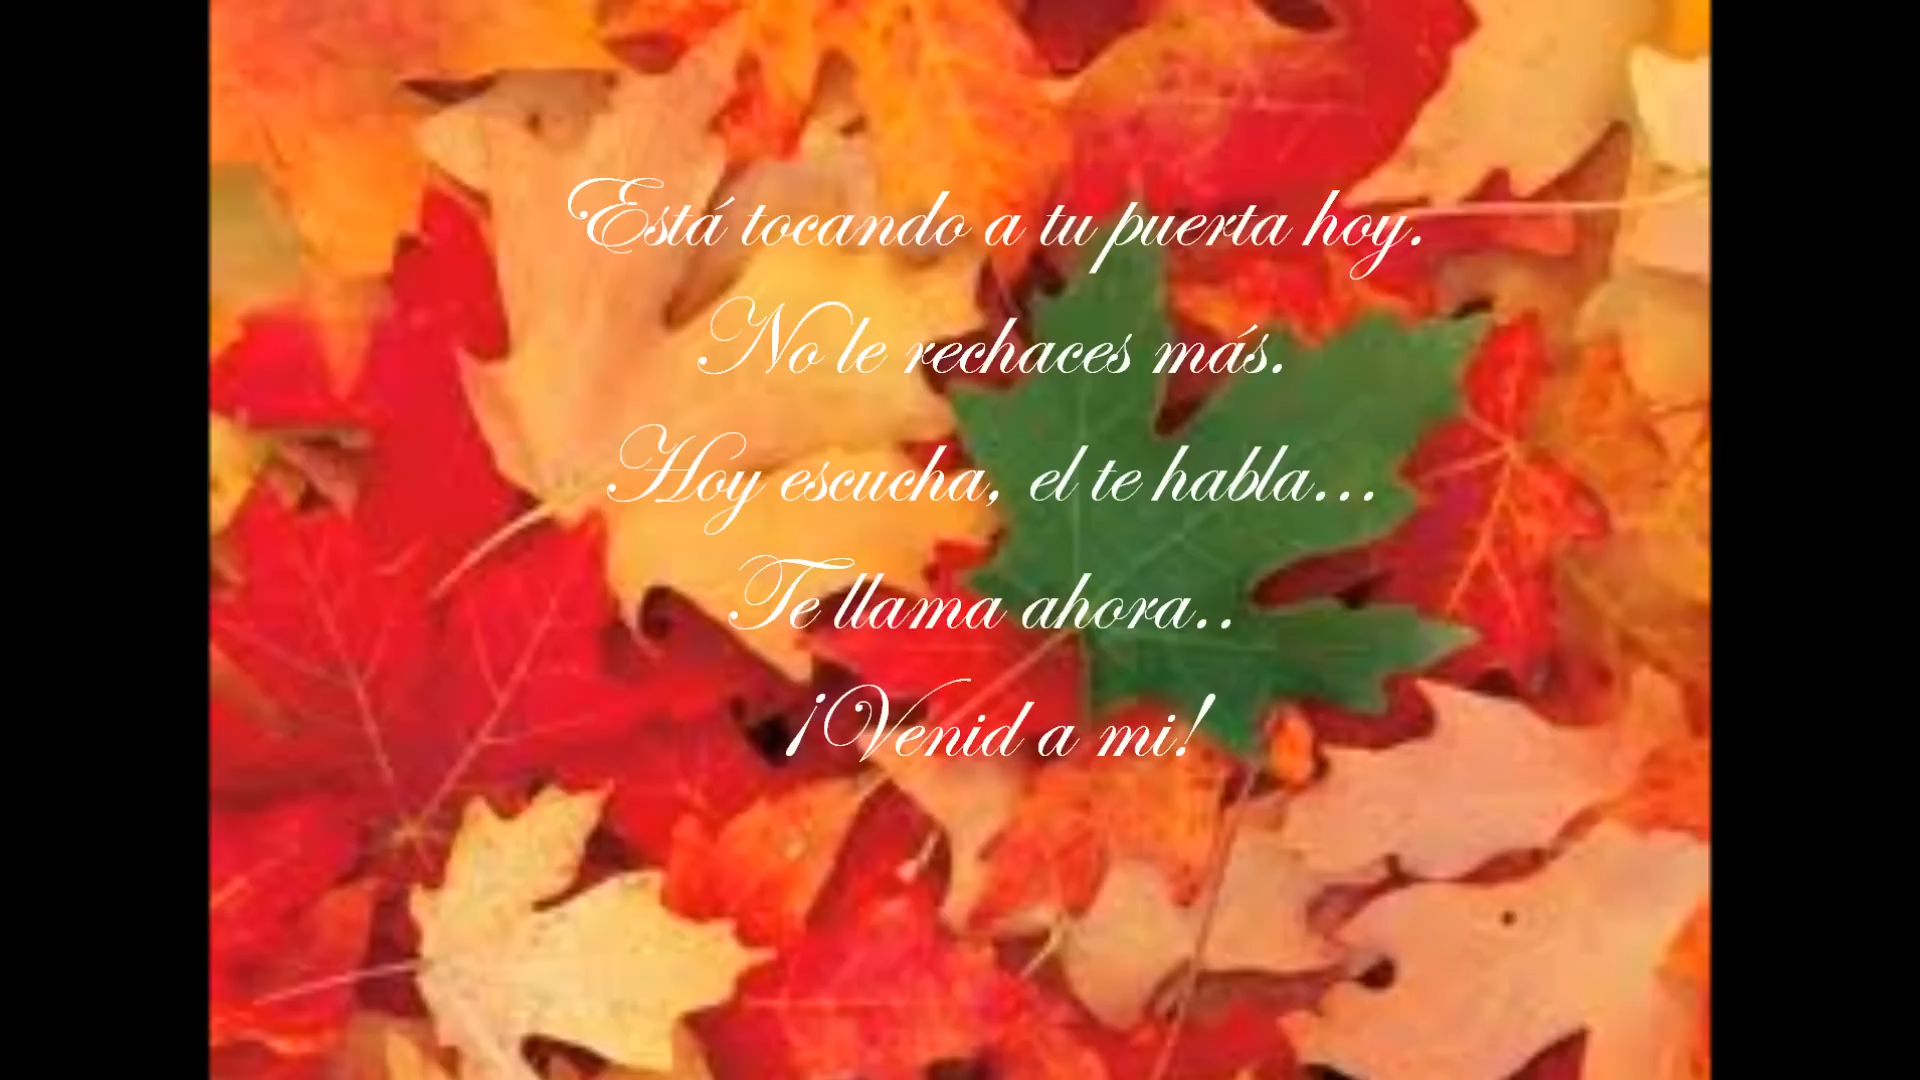 Está tocando a tu puerta hoy.
No le rechaces más.
Hoy escucha, el te habla...
Te llama ahora..
¡Venid a mi!